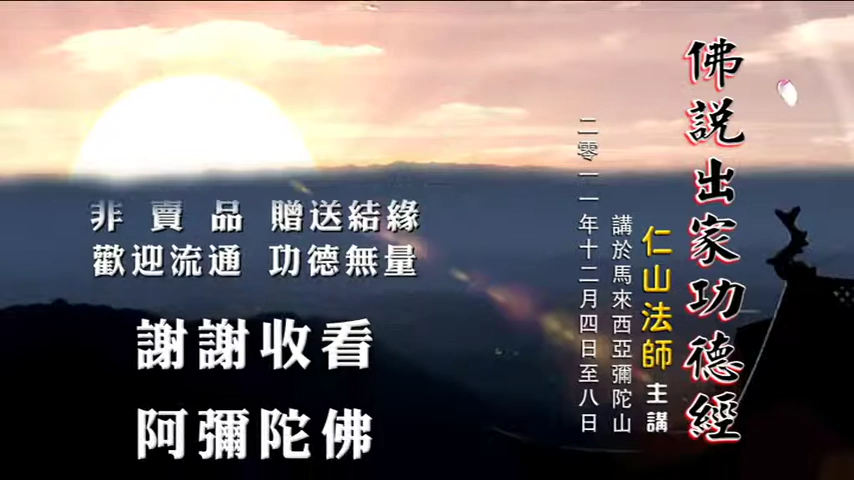 佛說出家功德經
仁山法師 主講
講於馬來西亞彌陀山
二零一一年十二月四日至八日
非賣品 贈送結緣
歡迎流通 功德無量
謝謝收看
阿彌陀佛